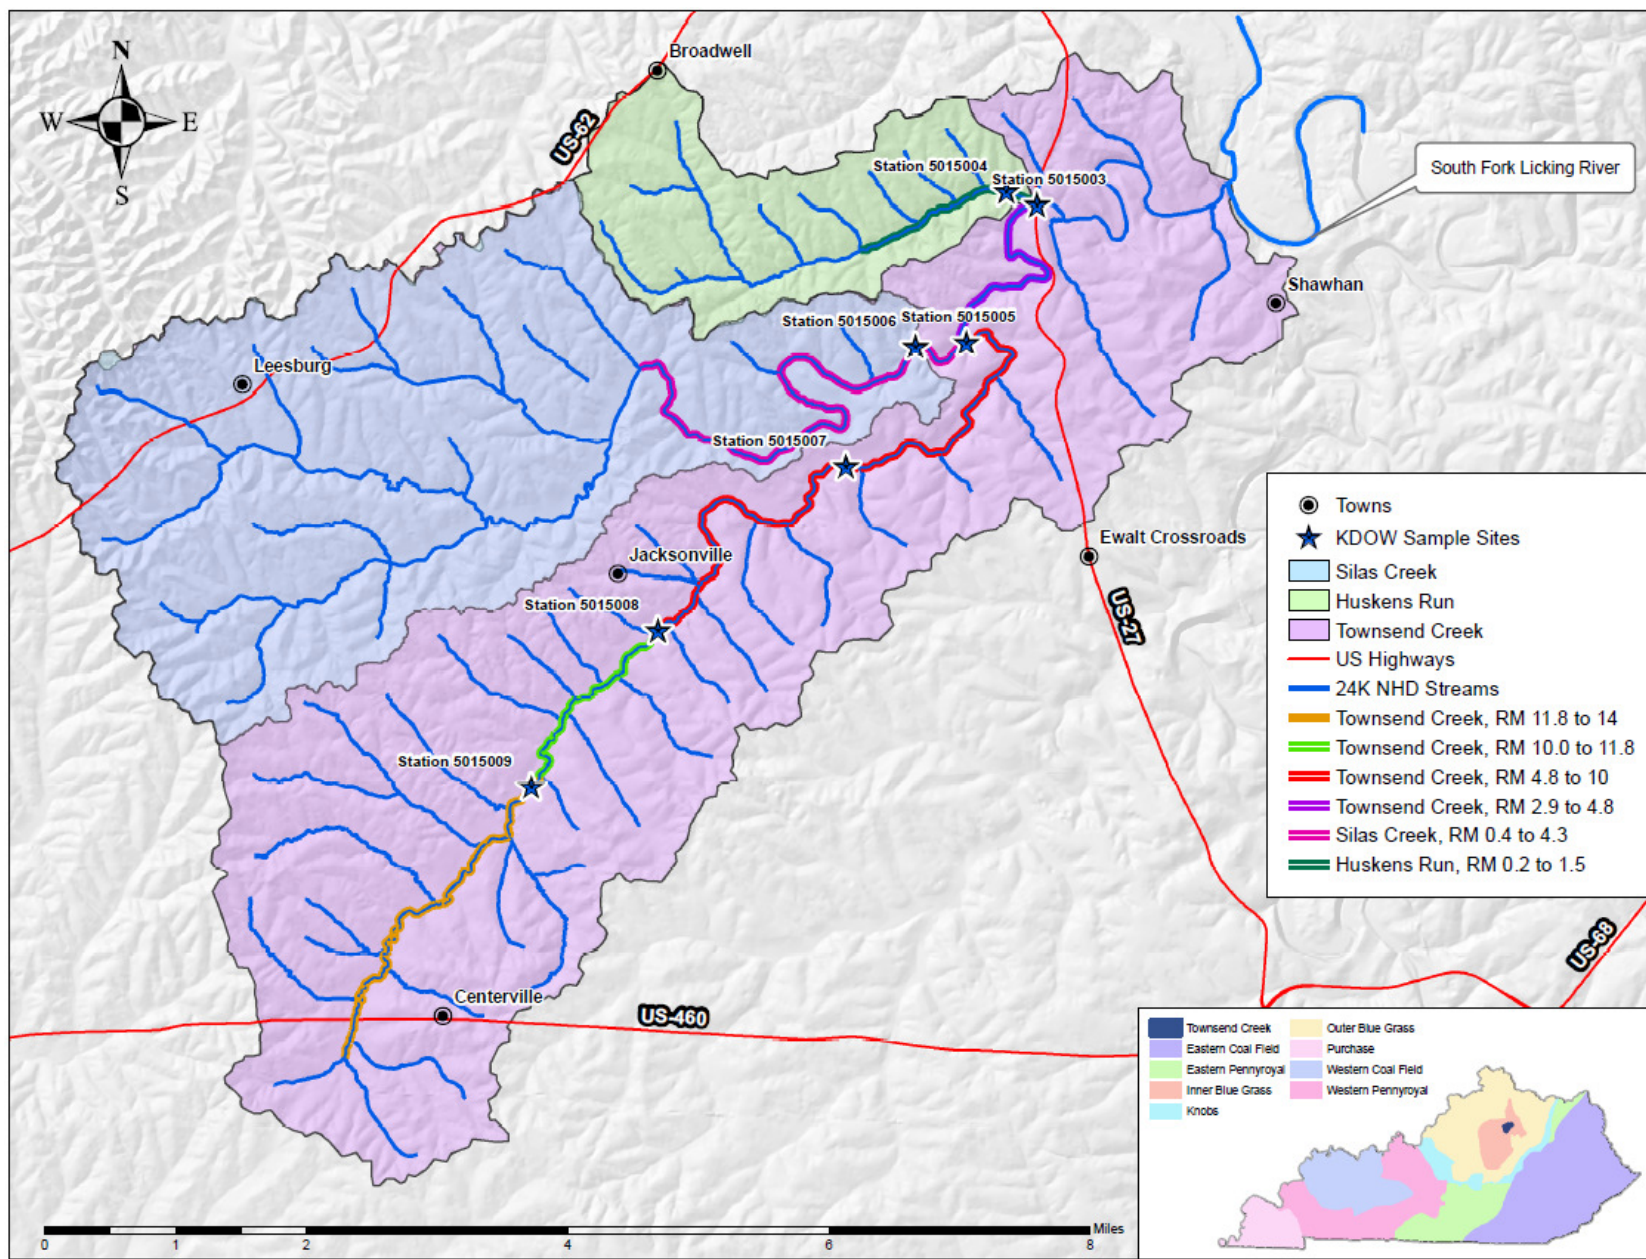 N
W
E
S
Broadwell
US-62
Station 5015004
Station 5015003
South Fork Licking River
Shawhan
Station 5015006
Station 5015005
Leesburg
Station 5015007
Ewalt Crossroads
Jacksonville
Station 5015008
US-27
Station 5015009
Centerville
US-460
US-68
Towns
KDOW Sample Sites
Silas Creek
Huskens Run
Townsend Creek
US Highways
24K NHD Streams
Townsend Creek, RM 11.8 to 14
Townsend Creek, RM 10.0 to 11.8
Townsend Creek, RM 4.8 to 10
Townsend Creek, RM 2.9 to 4.8
Silas Creek, RM 0.4 to 4.3
Huskens Run, RM 0.2 to 1.5
Townsend Creek
Eastern Coal Field
Eastern Pennyroyal
Inner Blue Grass
Knobs
Outer Blue Grass
Purchase
Western Coal Field
Western Pennyroyal
Miles
0 1 2 4 6 8